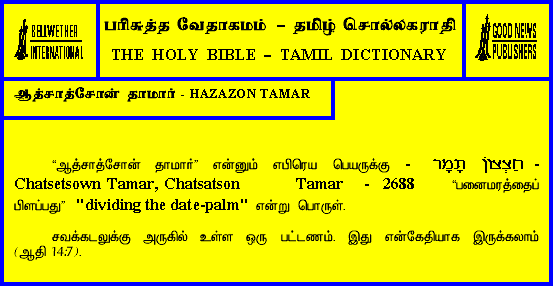 BELLWETHER
INTERNATIONAL
பரிசுத்த வேதாகமம் – தமிழ் சொல்லகராதி
THE HOLY BIBLE – TAMIL DICTIONARY
GOOD NEWS
PUBLISHERS
ஆத்சாத்சோன் தாமார் - HAZAZON TAMAR
“ஆத்சாத்சோன் தாமார்” என்னும் எபிரெய பெயருக்கு - חַצְצוֹן תָּמָר -
Chatsetsown Tamar, Chatsatson Tamar - 2688 “பனைமரத்தைப்
பிளப்பது” "dividing the date-palm" என்று பொருள்.
சவக்கடலுக்கு அருகில் உள்ள ஒரு பட்டணம். இது என்கேதியாக இருக்கலாம்
(ஆதி 14:7).